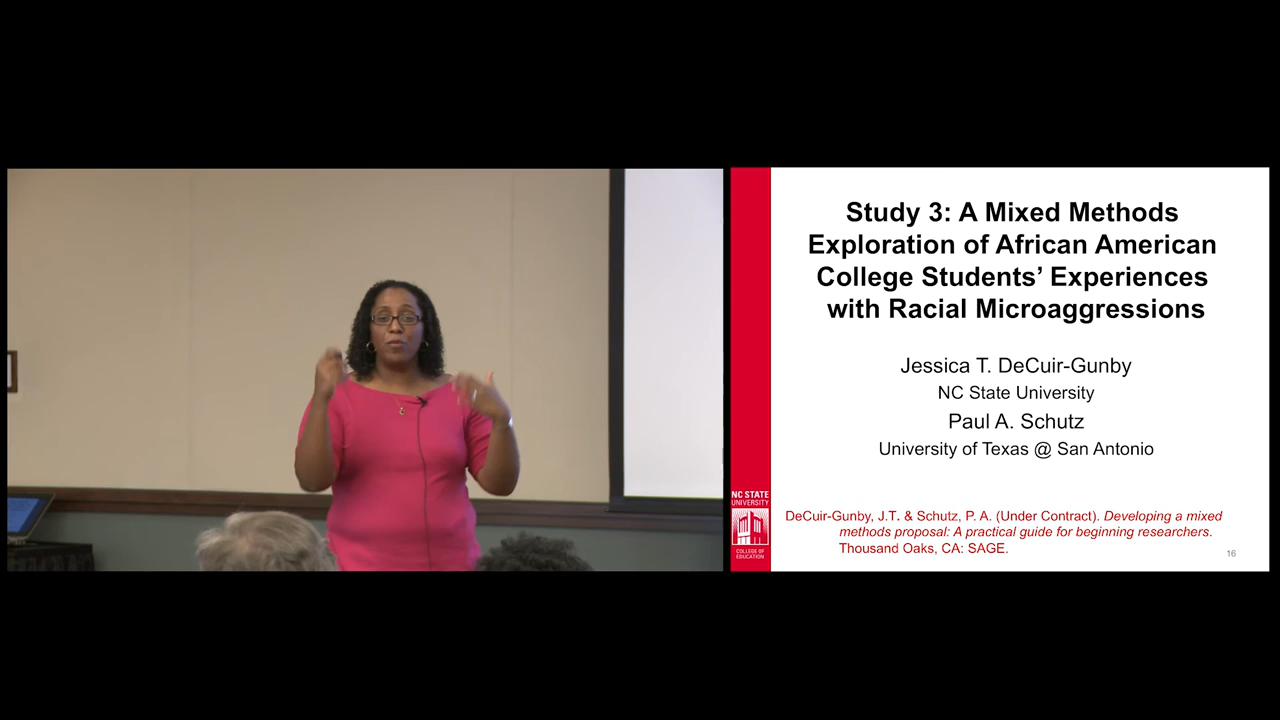 Study 3: A Mixed Methods
Exploration of African American
College Students’ Experiences
with Racial Microaggressions
Jessica T. DeCuir-Gunby
NC State University
Paul A. Schutz
University of Texas @ San Antonio
DeCuir-Gunby, J.T. & Schutz, P. A. (Under Contract). Developing a mixed
methods proposal: A practical guide for beginning researchers.
Thousand Oaks, CA: SAGE.
16
NC STATE
UNIVERSITY
COLLEGE OF
EDUCATION